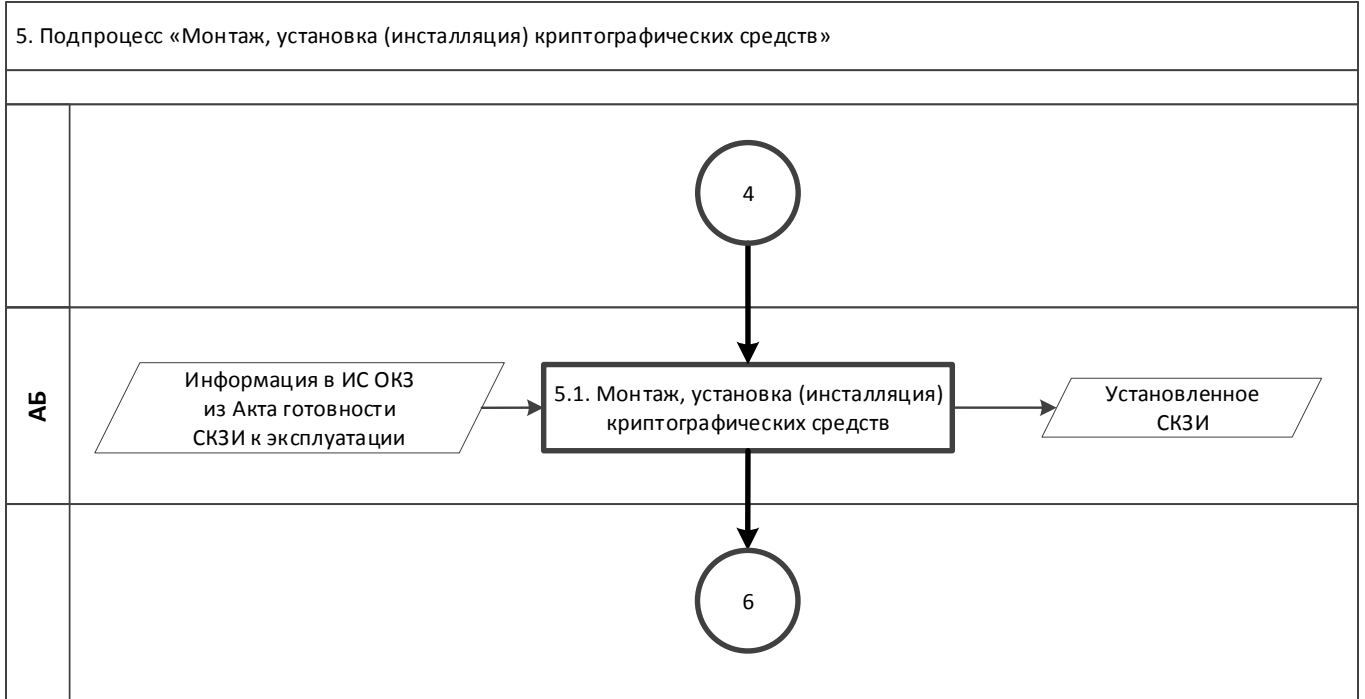 5. Подпроцесс «Монтаж, установка (инсталляция) криптографических средств»
4
АБ
Информация в ИС ОКЗ
из Акта готовности
СКЗИ к эксплуатации
5.1. Монтаж, установка (инсталляция)
криптографических средств
Установленное
СКЗИ
6